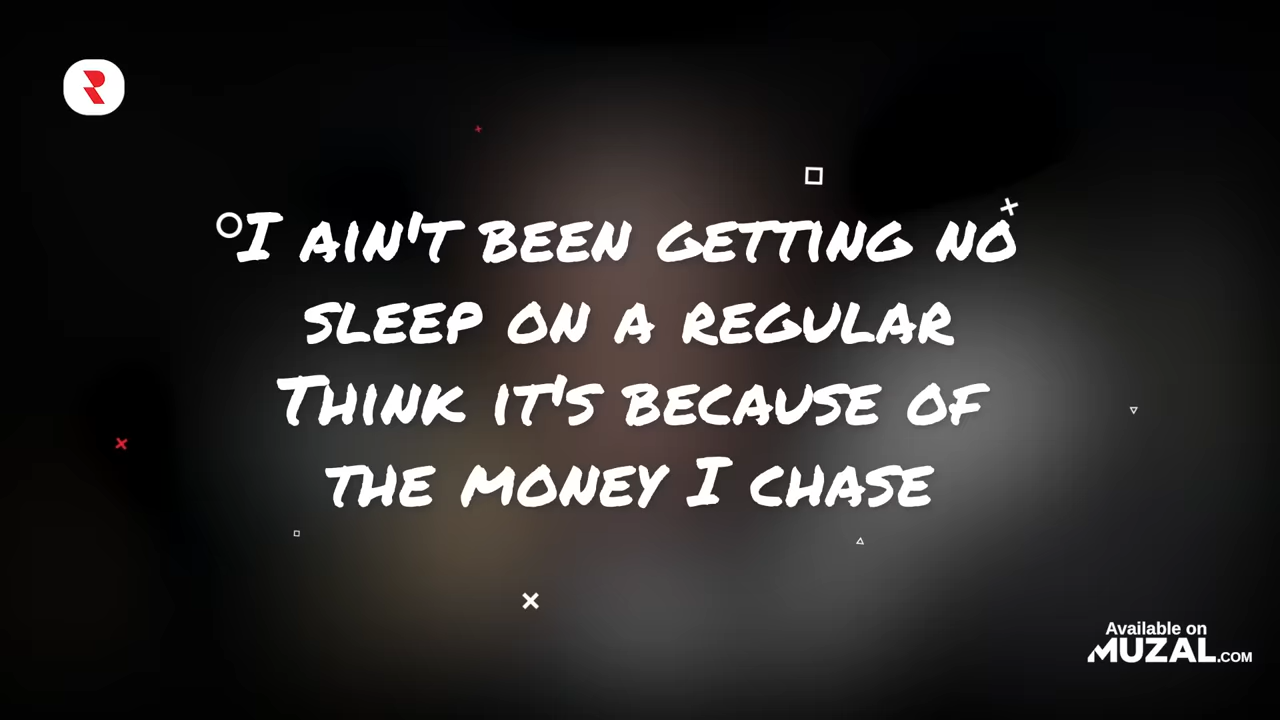 I AIN'T BEEN GETTING NO
SLEEP ON A REGULAR
THINK IT'S BECAUSE OF
THE MONEY I CHASE
Available on
MUZAL.COM